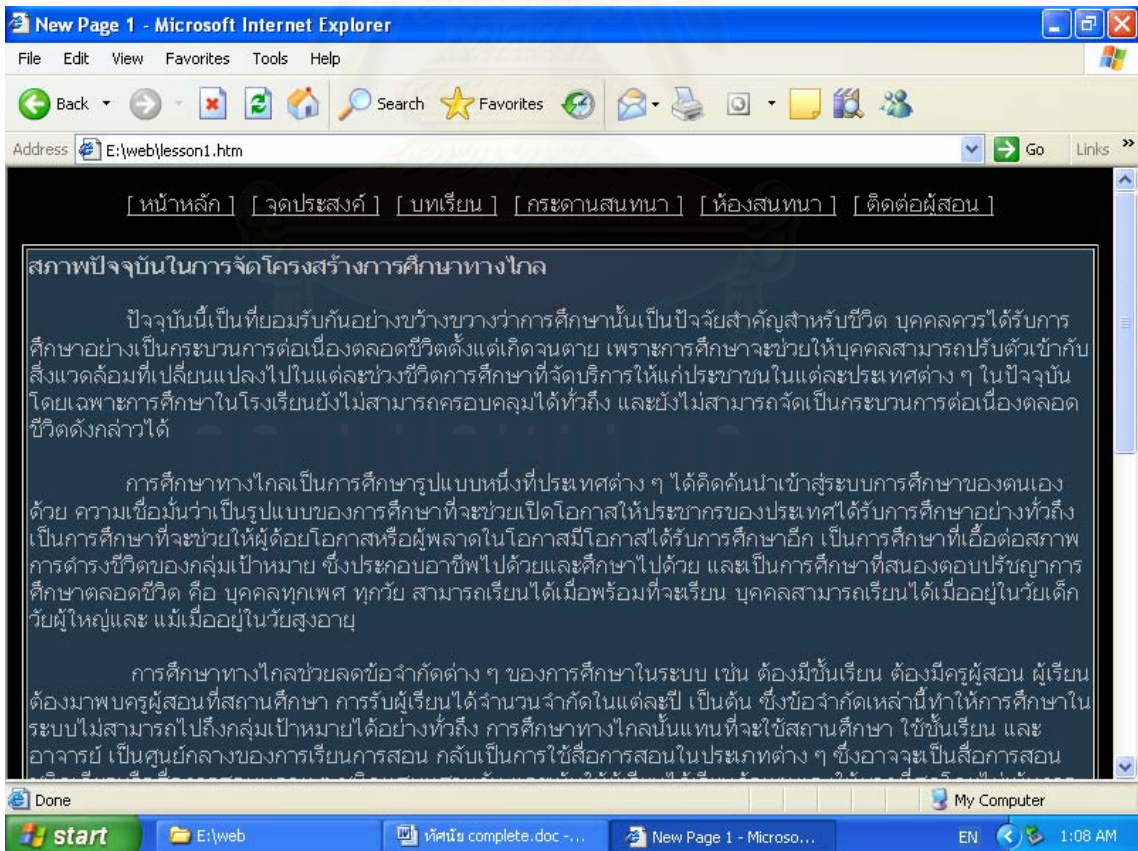 New Page 1 - Microsoft Internet Explorer
File Edit View Favorites Tools Help
Back Search Favorites
Address E:\web\lesson1.htm Go Links »
[ หน้าหลัก ] [ จุดประสงค์ ] [ บทเรียน ] [ กระดานสนทนา ] [ ห้องสนทนา ] [ ติดต่อผู้สอน ]
สภาพปัจจุบันในการจัดโครงสร้างการศึกษาทางไกล
ปัจจุบันนี้เป็นที่ยอมรับกันอย่างขว้างขวางว่าการศึกษานั้นเป็นปัจจัยสำคัญสำหรับชีวิต บุคคลควรได้รับการ
ศึกษาอย่างเป็นกระบวนการต่อเนื่องตลอดชีวิตตั้งแต่เกิดจนตาย เพราะการศึกษาจะช่วยให้บุคคลสามารถปรับตัวเข้ากับ
สิ่งแวดล้อมที่เปลี่ยนแปลงไปในแต่ละช่วงชีวิตการศึกษาที่จัดบริการให้แก่ประชาชนในแต่ละประเทศต่าง ๆ ในปัจจุบัน
โดยเฉพาะการศึกษาในโรงเรียนยังไม่สามารถครอบคลุมได้ทั่วถึง และยังไม่สามารถจัดเป็นกระบวนการต่อเนื่องตลอด
ชีวิตดังกล่าวได้
การศึกษาทางไกลเป็นการศึกษารูปแบบหนึ่งที่ประเทศต่าง ๆ ได้คิดค้นนำเข้าสู่ระบบการศึกษาของตนเอง
ด้วย ความเชื่อมั่นว่าเป็นรูปแบบของการศึกษาที่จะช่วยเปิดโอกาสให้ประชากรของประเทศได้รับการศึกษาอย่างทั่วถึง
เป็นการศึกษาที่จะช่วยให้ผู้ด้อยโอกาสหรือผู้พลาดในโอกาสมีโอกาสได้รับการศึกษาอีก เป็นการศึกษาที่เอื้อต่อสภาพ
การดำรงชีวิตของกลุ่มเป้าหมาย ซึ่งประกอบอาชีพไปด้วยและศึกษาไปด้วย และเป็นการศึกษาที่สนองตอบปรัชญาการ
ศึกษาตลอดชีวิต คือ บุคคลทุกเพศ ทุกวัย สามารถเรียนได้เมื่อพร้อมที่จะเรียน บุคคลสามารถเรียนได้เมื่ออยู่ในวัยเด็ก
วัยผู้ใหญ่และ แม้เมื่ออยู่ในวัยสูงอายุ
การศึกษาทางไกลช่วยลดข้อจำกัดต่าง ๆ ของการศึกษาในระบบ เช่น ต้องมีชั้นเรียน ต้องมีครูผู้สอน ผู้เรียน
ต้องมาพบครูผู้สอนที่สถานศึกษา การรับผู้เรียนได้จำนวนจำกัดในแต่ละปี เป็นต้น ซึ่งข้อจำกัดเหล่านี้ทำให้การศึกษาใน
ระบบไม่สามารถไปถึงกลุ่มเป้าหมายได้อย่างทั่วถึง การศึกษาทางไกลนั้นแทนที่จะใช้สถานศึกษา ใช้ชั้นเรียน และ
อาจารย์ เป็นศูนย์กลางของการเรียนการสอน กลับเป็นการใช้สื่อการสอนในประเภทต่าง ๆ ซึ่งอาจจะเป็นสื่อการสอน
Done My Computer
start E:\web ทัศนัย complete.doc -... New Page 1 - Microso... EN 1:08 AM